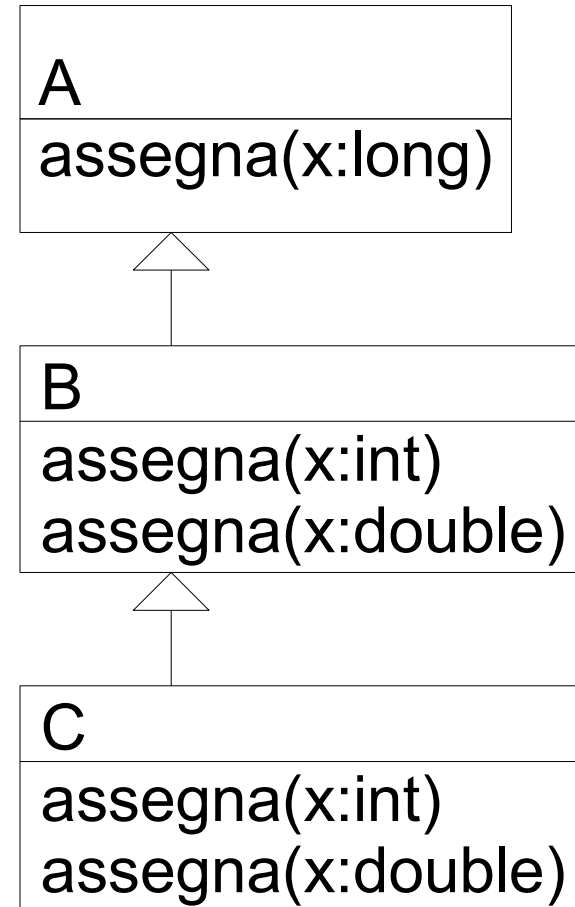 A
assegna(x:long)
B
assegna(x:int)
assegna(x:double)
C
assegna(x:int)
assegna(x:double)